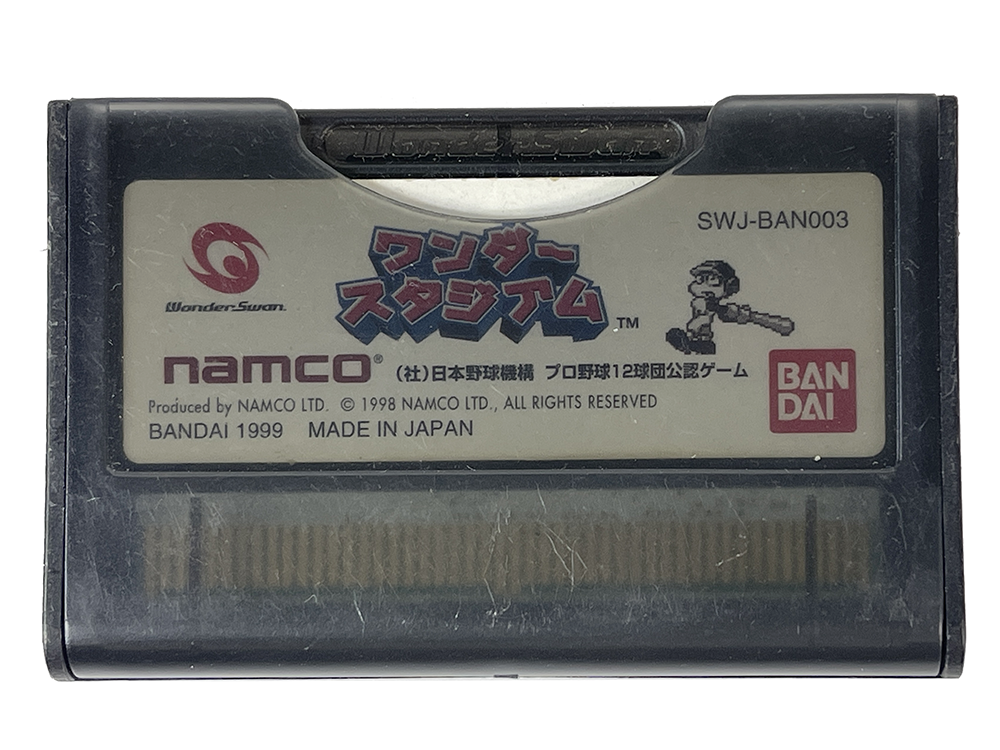 WonderSwan
SWJ-BAN003
WonderSwan
ワンダー
スタジアム™
namco® (社)日本野球機構 プロ野球12球団公認ゲーム
BAN
DAI
Produced by NAMCO LTD. © 1998 NAMCO LTD., ALL RIGHTS RESERVED
BANDAI 1999 MADE IN JAPAN